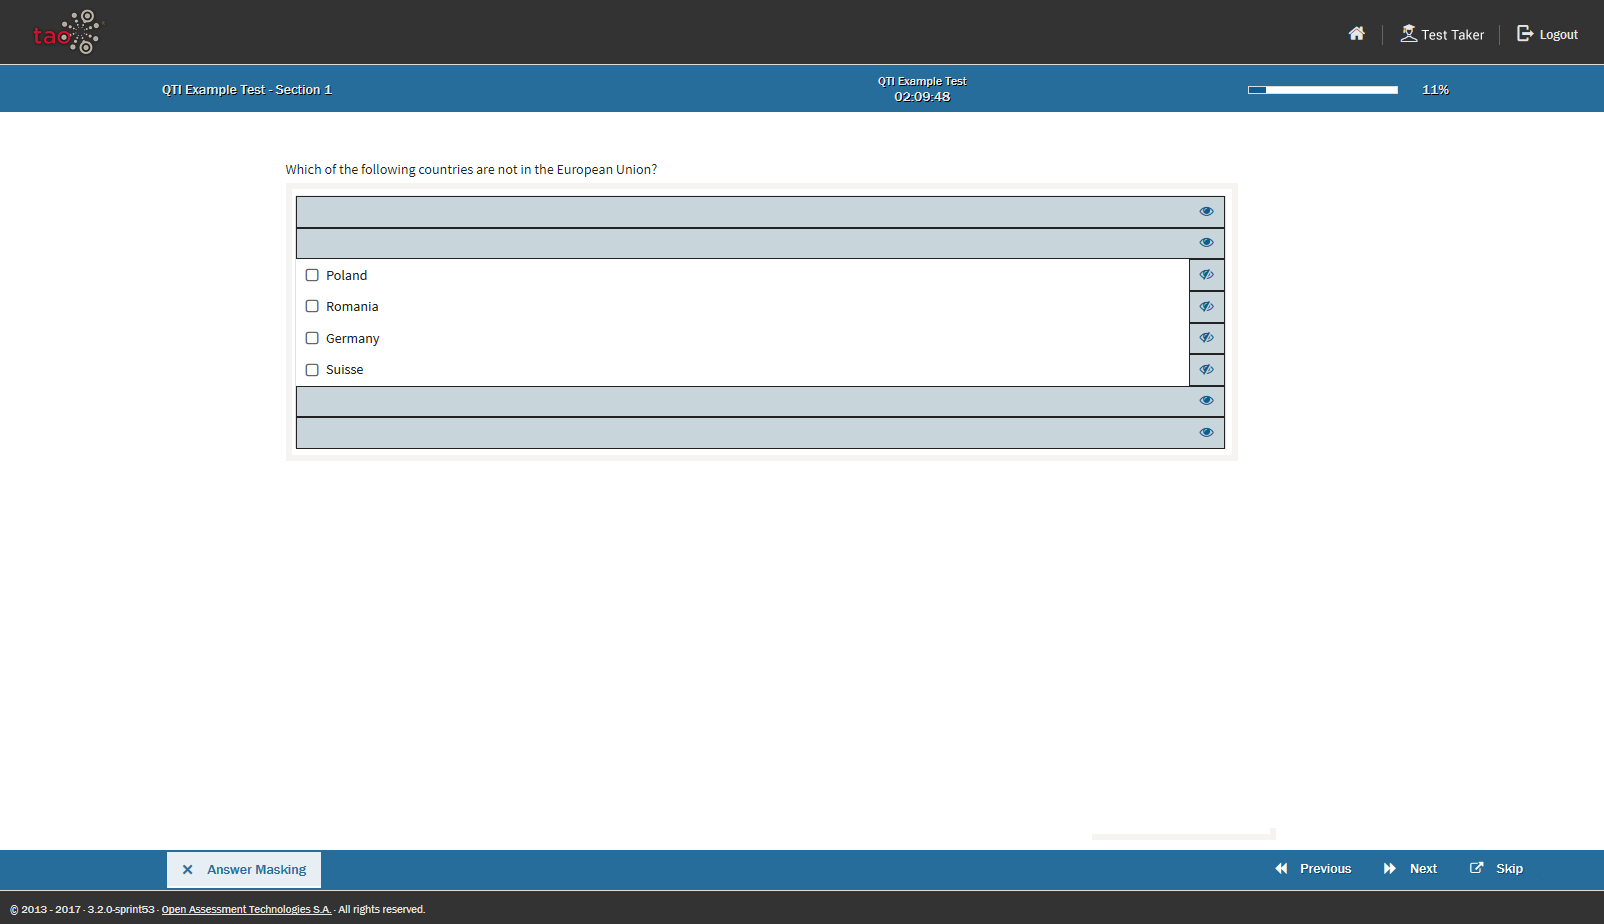 tao
Test Taker
Logout
QTI Example Test - Section 1
QTI Example Test
02:09:48
11%
Which of the following countries are not in the European Union?
Poland
Romania
Germany
Suisse
Answer Masking
Previous
Next
Skip
© 2013 - 2017 · 3.2.0-sprint53 · Open Assessment Technologies S.A. · All rights reserved.